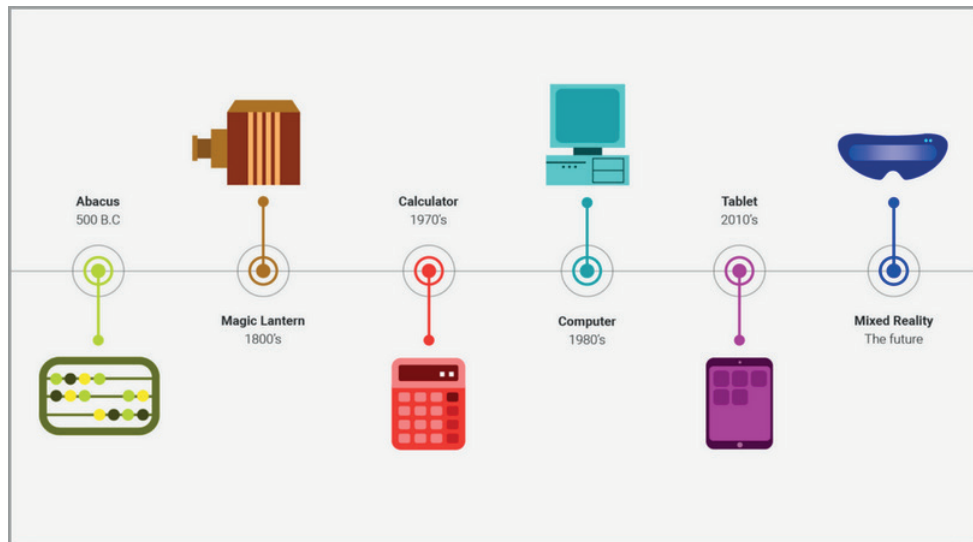 Abacus
500 B.C
Magic Lantern
1800's
Calculator
1970's
Computer
1980's
Tablet
2010's
Mixed Reality
The future